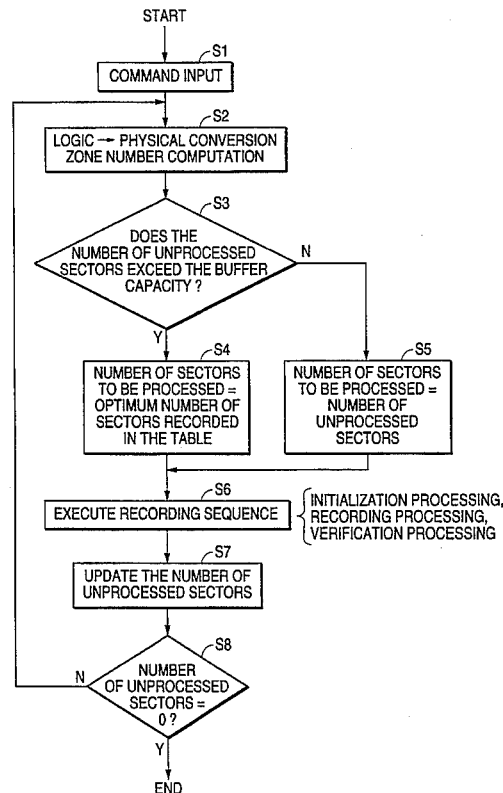 START
S1
COMMAND INPUT
S2
LOGIC → PHYSICAL CONVERSION
ZONE NUMBER COMPUTATION
S3
DOES THE
NUMBER OF UNPROCESSED
SECTORS EXCEED THE BUFFER
CAPACITY ?
N
Y
S4
NUMBER OF SECTORS
TO BE PROCESSED =
OPTIMUM NUMBER OF
SECTORS RECORDED
IN THE TABLE
S5
NUMBER OF SECTORS
TO BE PROCESSED =
NUMBER OF
UNPROCESSED
SECTORS
S6
EXECUTE RECORDING SEQUENCE
INITIALIZATION PROCESSING,
RECORDING PROCESSING,
VERIFICATION PROCESSING
S7
UPDATE THE NUMBER OF
UNPROCESSED SECTORS
S8
N
NUMBER
OF UNPROCESSED
SECTORS =
0 ?
Y
END